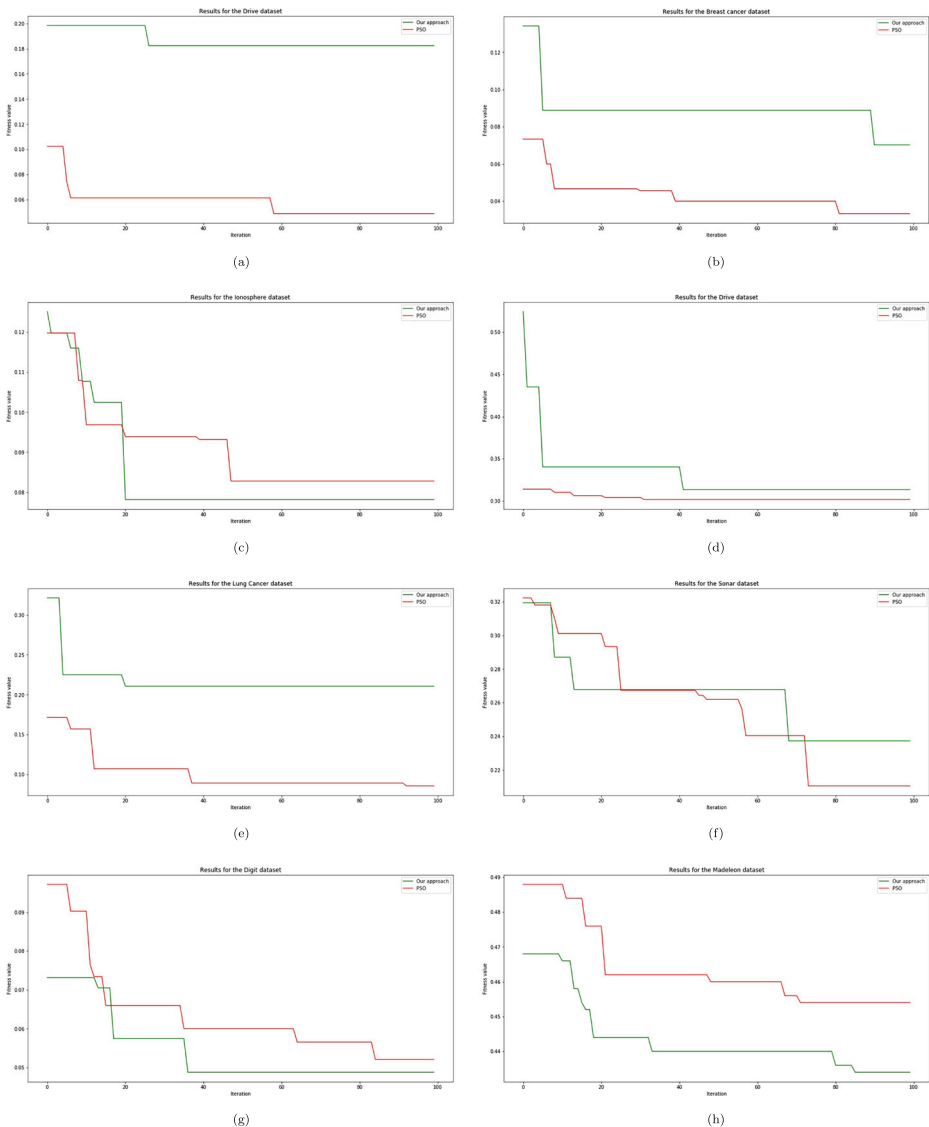 Results for the Drive dataset
Our approach
PSO
Fitness value
0.20
0.18
0.16
0.14
0.12
0.10
0.08
0.06
0 20 40 60 80 100
Iteration
(a)
Results for the Breast cancer dataset
Our approach
PSO
Fitness value
0.12
0.10
0.08
0.06
0.04
0 20 40 60 80 100
Iteration
(b)
Results for the Ionosphere dataset
Our approach
PSO
Fitness value
0.12
0.11
0.10
0.09
0.08
0 20 40 60 80 100
Iteration
(c)
Results for the Drive dataset
Our approach
PSO
Fitness value
0.50
0.45
0.40
0.35
0.30
0 20 40 60 80 100
Iteration
(d)
Results for the Lung Cancer dataset
Our approach
PSO
Fitness value
0.30
0.25
0.20
0.15
0.10
0 20 40 60 80 100
Iteration
(e)
Results for the Sonar dataset
Our approach
PSO
Fitness value
0.32
0.30
0.28
0.26
0.24
0.22
0 20 40 60 80 100
Iteration
(f)
Results for the Digit dataset
Our approach
PSO
Fitness value
0.09
0.08
0.07
0.06
0.05
0 20 40 60 80 100
Iteration
(g)
Results for the Madeleon dataset
Our approach
PSO
Fitness value
0.49
0.48
0.47
0.46
0.45
0.44
0 20 40 60 80 100
Iteration
(h)